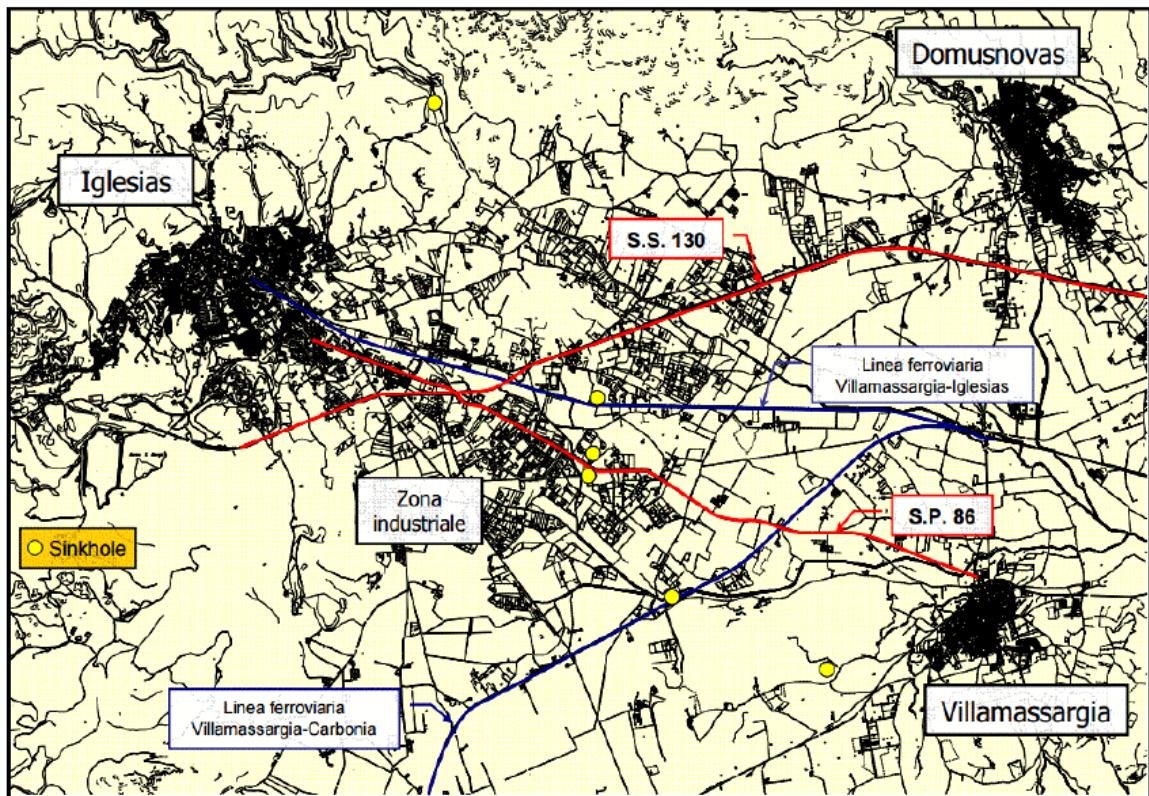 Domusnovas
Iglesias
S.S. 130
Linea ferroviaria
Villamassargia-Iglesias
Zona
industriale
S.P. 86
Sinkhole
Linea ferroviaria
Villamassargia-Carbonia
Villamassargia